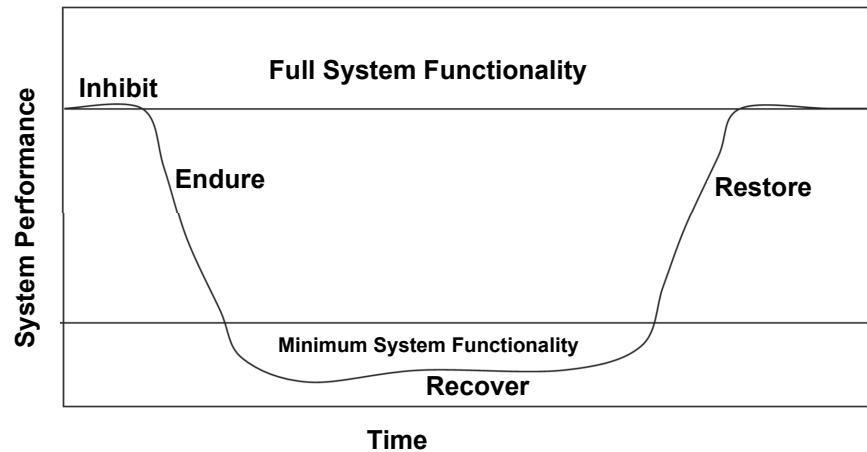 Full System Functionality
Inhibit
Endure
Restore
Minimum System Functionality
Recover
System Performance
Time